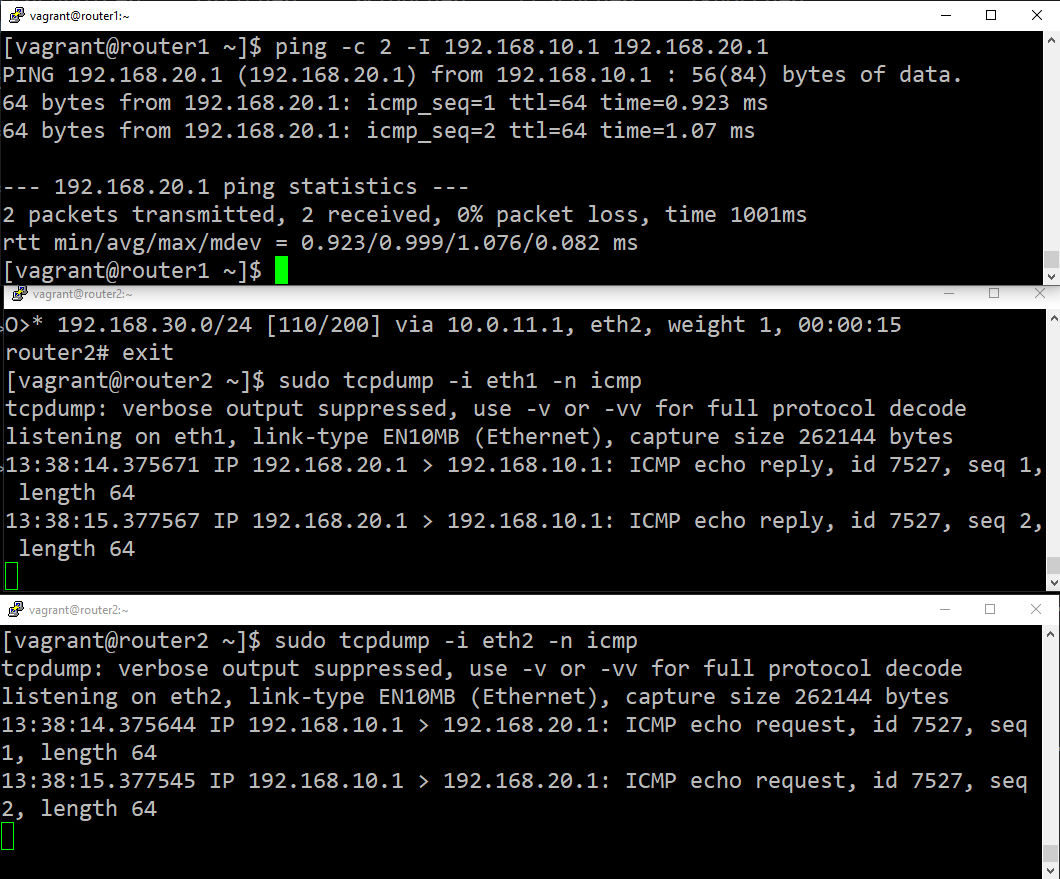 vagrant@router1:~
[vagrant@router1 ~]$ ping -c 2 -I 192.168.10.1 192.168.20.1
PING 192.168.20.1 (192.168.20.1) from 192.168.10.1 : 56(84) bytes of data.
64 bytes from 192.168.20.1: icmp_seq=1 ttl=64 time=0.923 ms
64 bytes from 192.168.20.1: icmp_seq=2 ttl=64 time=1.07 ms
--- 192.168.20.1 ping statistics ---
2 packets transmitted, 2 received, 0% packet loss, time 1001ms
rtt min/avg/max/mdev = 0.923/0.999/1.076/0.082 ms
[vagrant@router1 ~]$
vagrant@router2:~
O>* 192.168.30.0/24 [110/200] via 10.0.11.1, eth2, weight 1, 00:00:15
router2# exit
[vagrant@router2 ~]$ sudo tcpdump -i eth1 -n icmp
tcpdump: verbose output suppressed, use -v or -vv for full protocol decode
listening on eth1, link-type EN10MB (Ethernet), capture size 262144 bytes
13:38:14.375671 IP 192.168.20.1 > 192.168.10.1: ICMP echo reply, id 7527, seq 1,
length 64
13:38:15.377567 IP 192.168.20.1 > 192.168.10.1: ICMP echo reply, id 7527, seq 2,
length 64
vagrant@router2:~
[vagrant@router2 ~]$ sudo tcpdump -i eth2 -n icmp
tcpdump: verbose output suppressed, use -v or -vv for full protocol decode
listening on eth2, link-type EN10MB (Ethernet), capture size 262144 bytes
13:38:14.375644 IP 192.168.10.1 > 192.168.20.1: ICMP echo request, id 7527, seq
1, length 64
13:38:15.377545 IP 192.168.10.1 > 192.168.20.1: ICMP echo request, id 7527, seq
2, length 64